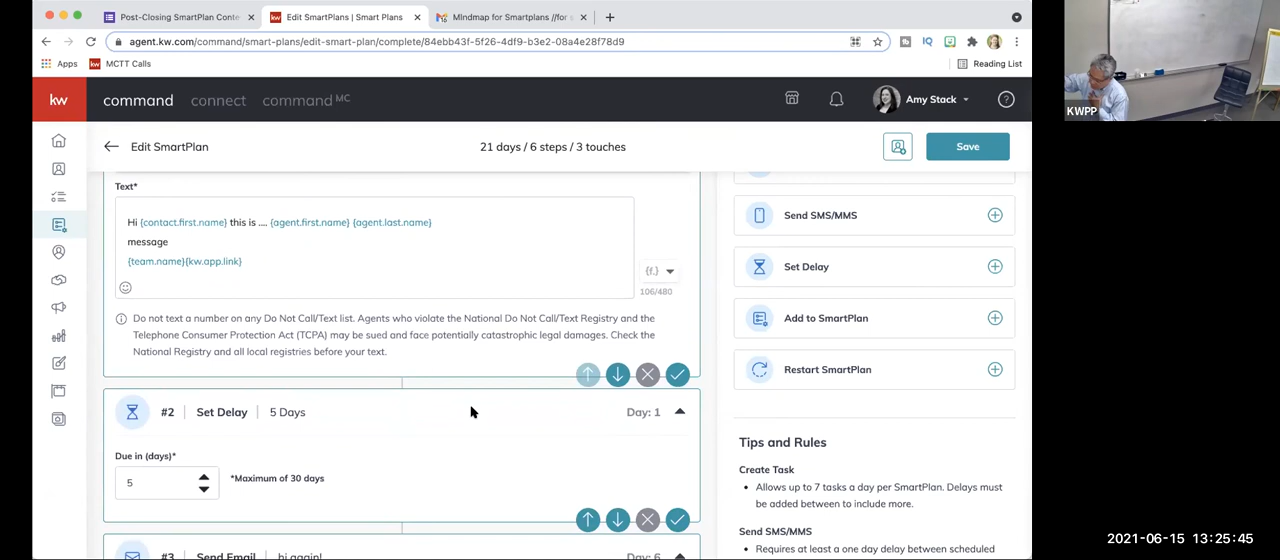 Post-Closing SmartPlan Conte
Edit SmartPlans | Smart Plans
MIndmap for Smartplans //for
agent.kw.com/command/smart-plans/edit-smart-plan/complete/84ebb43f-5f26-4df9-b3e2-08a4e28f78d9
IQ
Apps
MCTT Calls
Reading List
kw
command
connect
command MC
Amy Stack
Edit SmartPlan
21 days / 6 steps / 3 touches
Save
Text*
Hi {contact.first.name} this is .... {agent.first.name} {agent.last.name}
message
{team.name}{kw.app.link}
{f.}
106/480
Do not text a number on any Do Not Call/Text list. Agents who violate the National Do Not Call/Text Registry and the
Telephone Consumer Protection Act (TCPA) may be sued and face potentially catastrophic legal damages. Check the
National Registry and all local registries before your text.
#2 Set Delay 5 Days Day: 1
Due in (days)*
5
*Maximum of 30 days
#3 Send Email hi again! Day: 6
Send SMS/MMS
Set Delay
Add to SmartPlan
Restart SmartPlan
Tips and Rules
Create Task
• Allows up to 7 tasks a day per SmartPlan. Delays must
be added between to include more.
Send SMS/MMS
• Requires at least a one day delay between scheduled
KWPP
2021-06-15 13:25:45